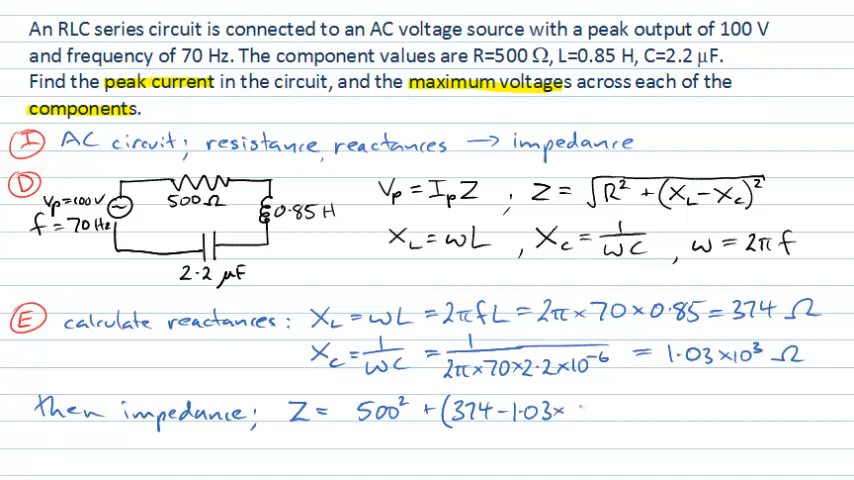 An RLC series circuit is connected to an AC voltage source with a peak output of 100 V
and frequency of 70 Hz. The component values are R=500 Ω, L=0.85 H, C=2.2 μF.
Find the peak current in the circuit, and the maximum voltages across each of the
components.
I AC circuit; resistance, reactances → impedance
D
Vp=100V
f = 70Hz
500Ω
0.85 H
2.2 μF
Vp = IpZ ; Z = √(R² + (XL - Xc)²)
XL = ωL , Xc = 1/ωC , ω = 2πf
E calculate reactances: XL = ωL = 2πfL = 2π × 70 × 0.85 = 374 Ω
Xc = 1/ωC = 1/2π×70×2.2×10⁻⁶ = 1.03×10³ Ω
then impedance; Z = 500² + (374 - 1.03×